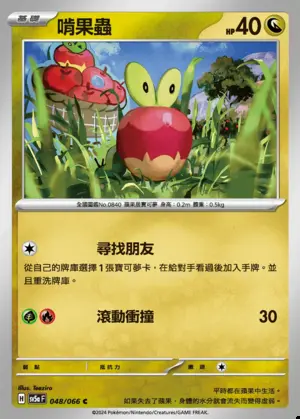 基礎 啃果蟲 HP40
全國圖鑑No.0840 蘋果居寶可夢 身高:0.2m 體重:0.5kg
尋找朋友
從自己的牌庫選擇1張寶可夢卡,在給對手看過後加入手牌。並且重洗牌庫。
滾動衝撞 30
弱點 抵抗力 撤退
illus. Teeziro
H sv5a F 048/066 C
平時都在蘋果中生活。
如果失去了蘋果,身體的水分就會流失而變得虛弱。
©2024 Pokémon/Nintendo/Creatures/GAME FREAK.